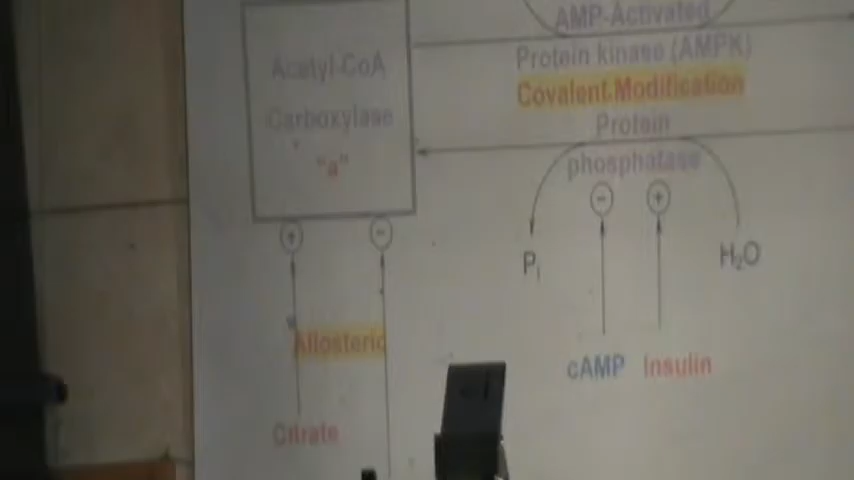 AMP-Activated
Protein kinase (AMPK)
Covalent Modification
Protein
phosphatase
Acetyl-CoA
Carboxylase
"a"
+
-
-
+
Pi
H₂O
Allosteric
cAMP Insulin
Citrate